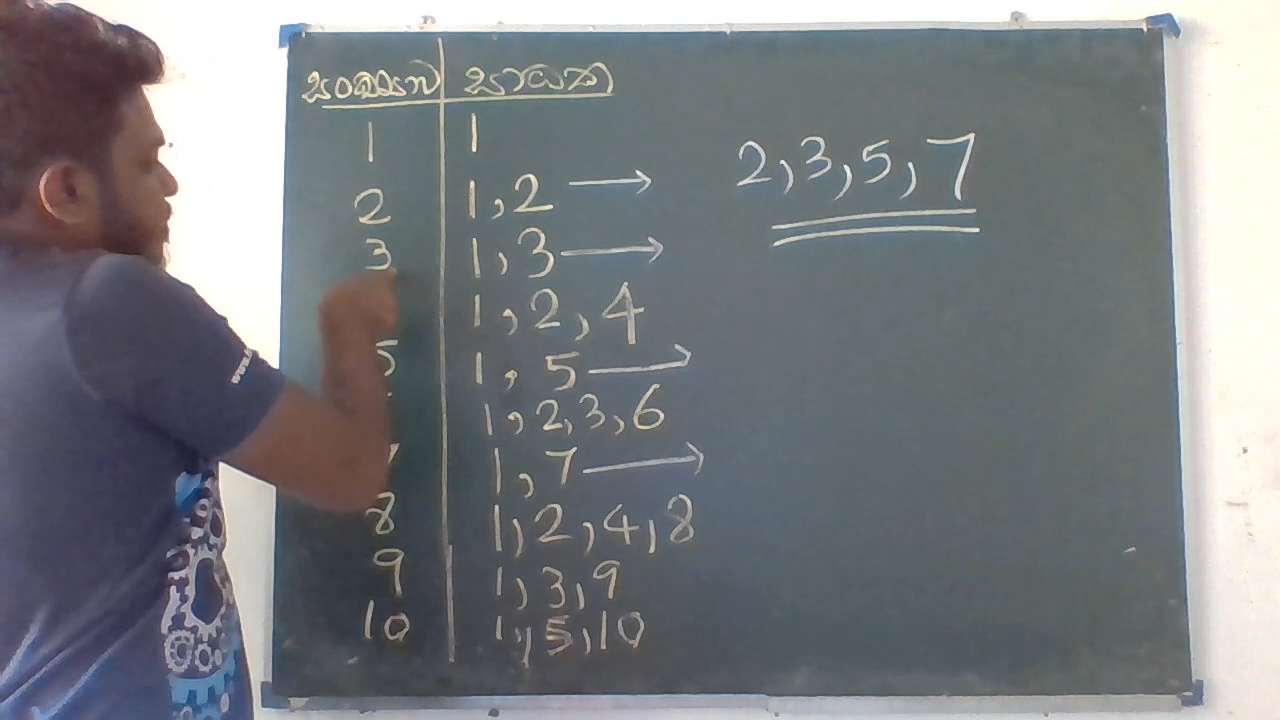 සංඛ්‍යාව සාධක
1 1
2 1,2 →
3 1,3 →
1,2,4
5 1,5 →
1,2,3,6
1,7 →
8 1,2,4,8
9 1,3,9
10 1,5,10
2,3,5,7